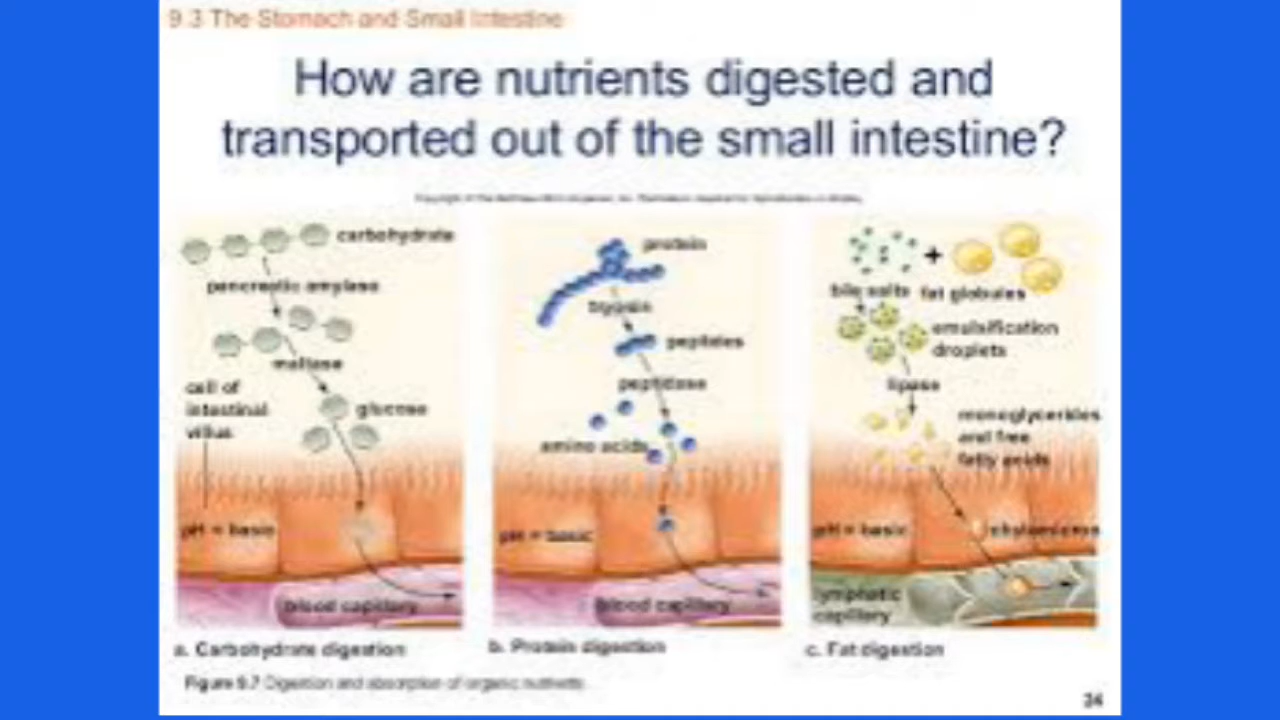 9.3 The Stomach and Small Intestine
How are nutrients digested and
transported out of the small intestine?
carbohydrate
pancreatic amylase
maltase
cell of
intestinal
villus
glucose
pH = basic
blood capillary
a. Carbohydrate digestion
protein
trypsin
peptides
peptidase
amino acids
pH = basic
blood capillary
b. Protein digestion
+
bile salts
fat globules
emulsification
droplets
lipase
monoglycerides
and free
fatty acids
pH = basic
chylomicrons
lymphatic
capillary
c. Fat digestion
Figure 9.7 Digestion and absorption of organic nutrients
24